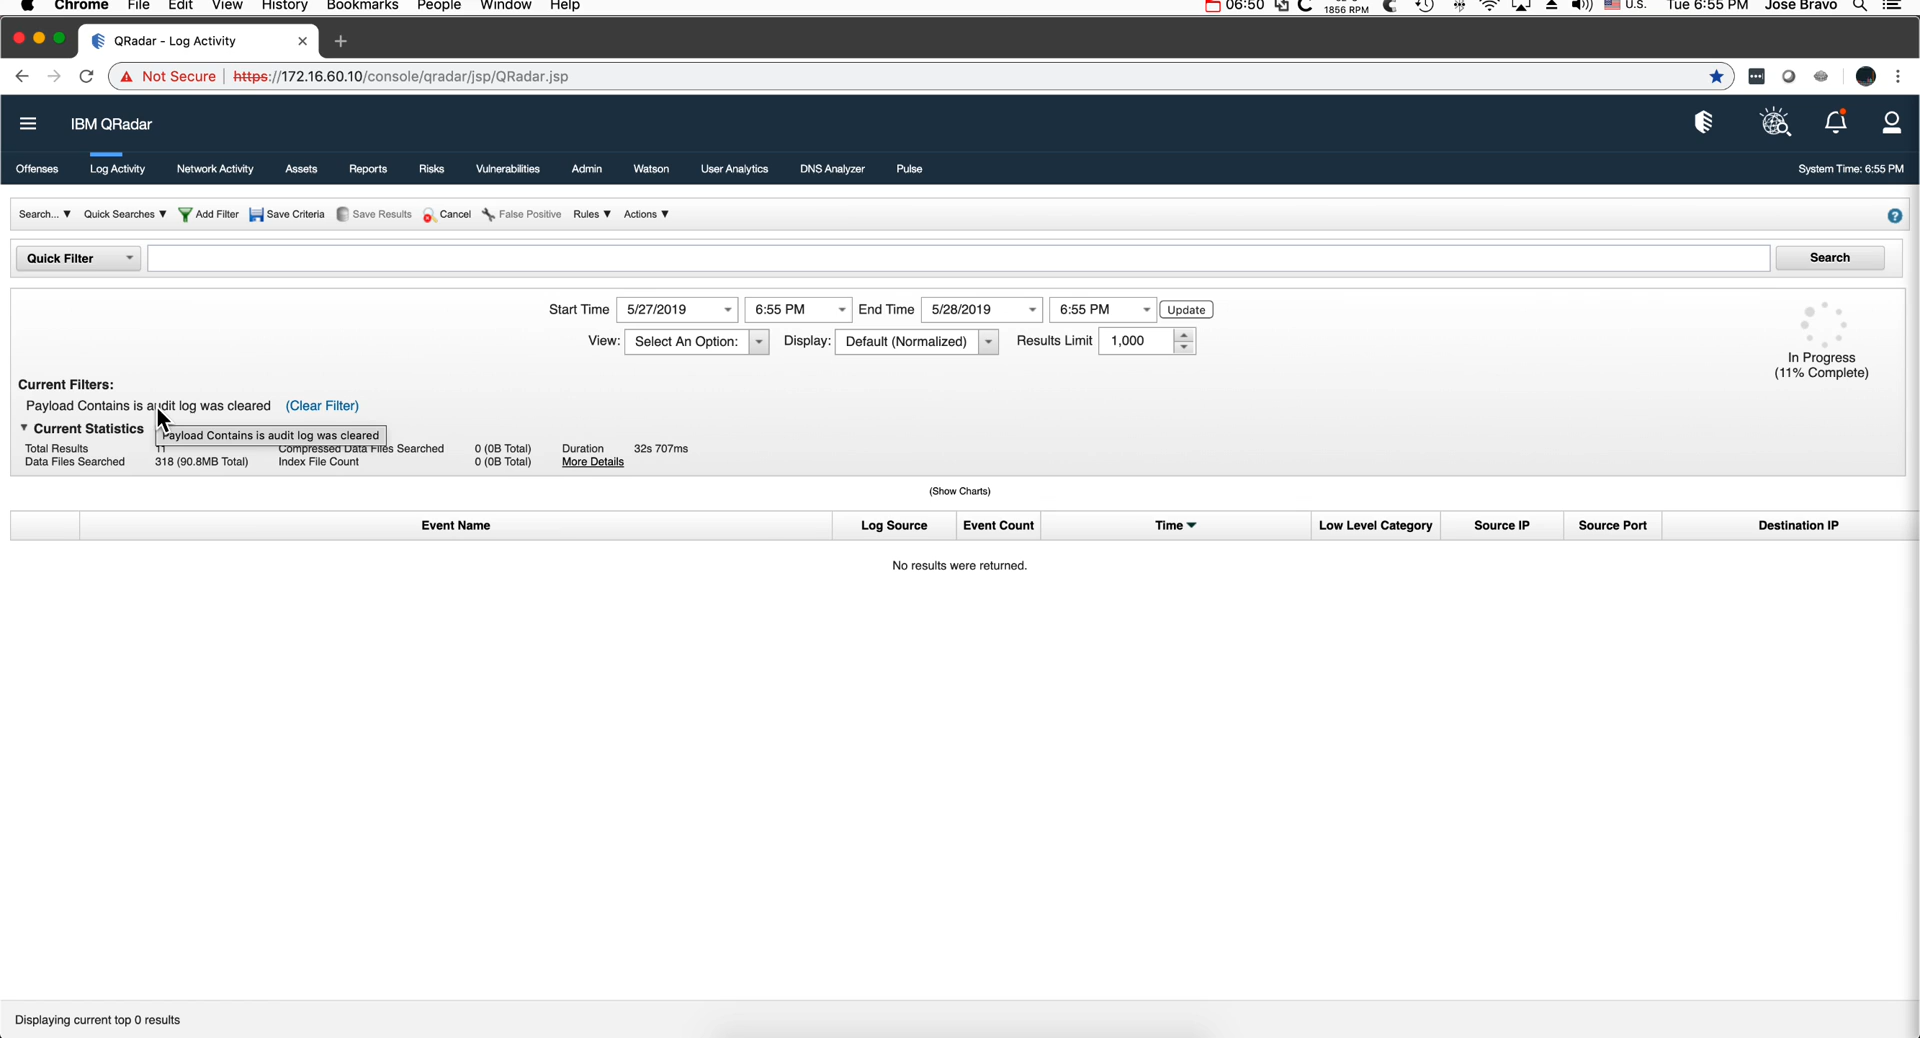 Chrome File Edit View History Bookmarks People Window Help 06:50 1856 RPM U.S. Tue 6:55 PM Jose Bravo
QRadar - Log Activity
Not Secure https://172.16.60.10/console/qradar/jsp/QRadar.jsp
IBM QRadar
Offenses Log Activity Network Activity Assets Reports Risks Vulnerabilities Admin Watson User Analytics DNS Analyzer Pulse System Time: 6:55 PM
Search... Quick Searches Add Filter Save Criteria Save Results Cancel False Positive Rules Actions
Quick Filter Search
Start Time 5/27/2019 6:55 PM End Time 5/28/2019 6:55 PM Update
View: Select An Option: Display: Default (Normalized) Results Limit 1,000
In Progress
(11% Complete)
Current Filters:
Payload Contains is audit log was cleared (Clear Filter)
Current Statistics
Payload Contains is audit log was cleared
Total Results 11 Compressed Data Files Searched 0 (0B Total) Duration 32s 707ms
Data Files Searched 318 (90.8MB Total) Index File Count 0 (0B Total) More Details
(Show Charts)
Event Name Log Source Event Count Time Low Level Category Source IP Source Port Destination IP
No results were returned.
Displaying current top 0 results